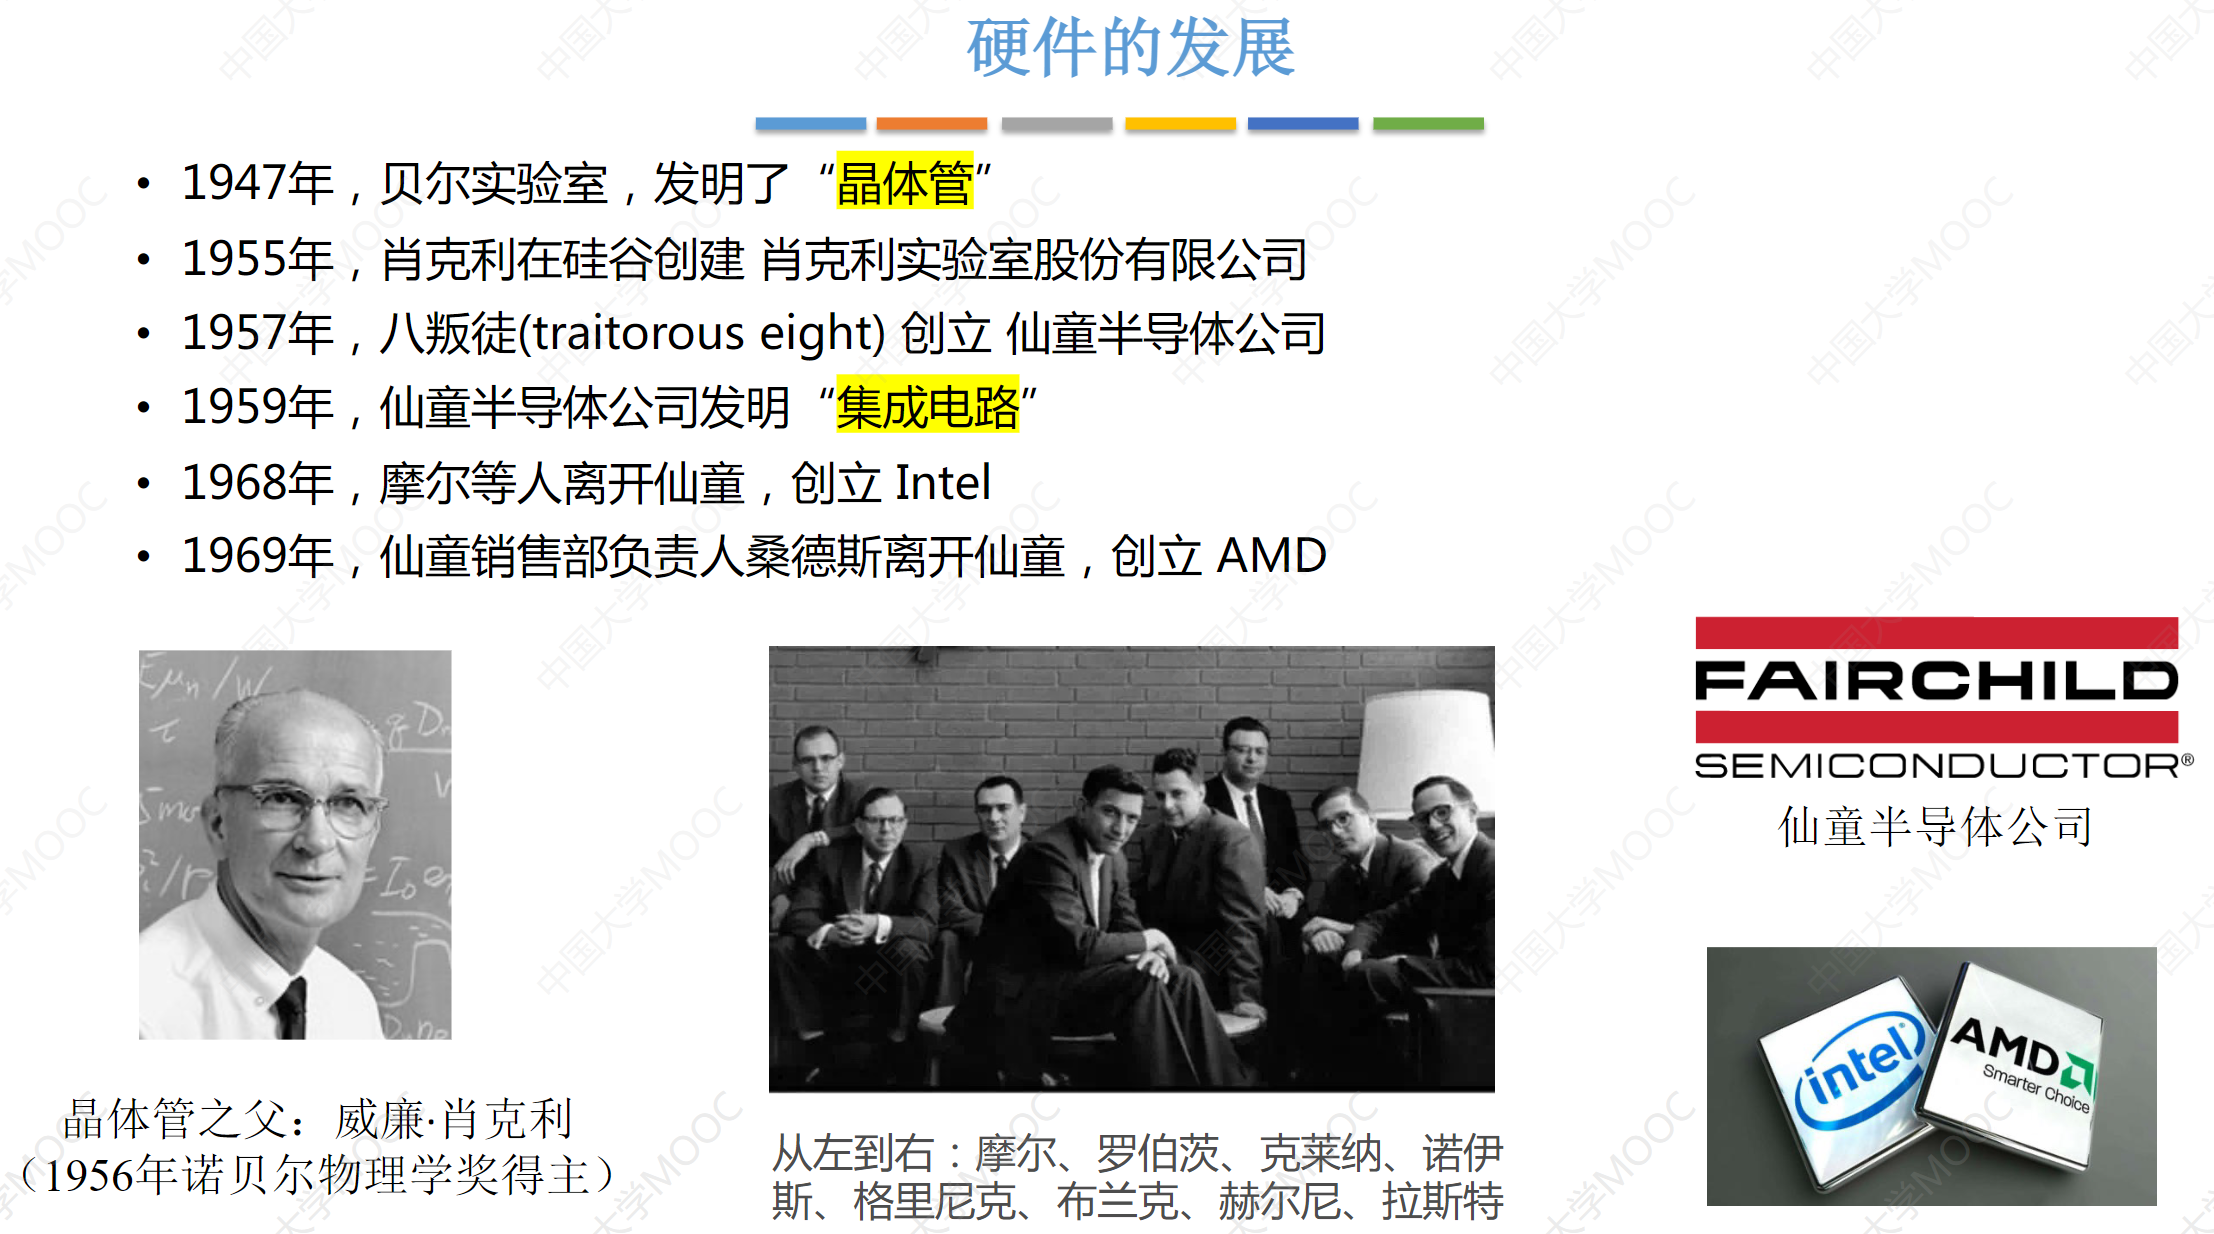 硬件的发展
• 1947年，贝尔实验室，发明了“晶体管”
• 1955年，肖克利在硅谷创建 肖克利实验室股份有限公司
• 1957年，八叛徒(traitorous eight) 创立 仙童半导体公司
• 1959年，仙童半导体公司发明“集成电路”
• 1968年，摩尔等人离开仙童，创立 Intel
• 1969年，仙童销售部负责人桑德斯离开仙童，创立 AMD
FAIRCHILD
SEMICONDUCTOR®
仙童半导体公司
intel
AMD
Smarter Choice
晶体管之父：威廉·肖克利
（1956年诺贝尔物理学奖得主）
从左到右：摩尔、罗伯茨、克莱纳、诺伊
斯、格里尼克、布兰克、赫尔尼、拉斯特
中国大学MOOC